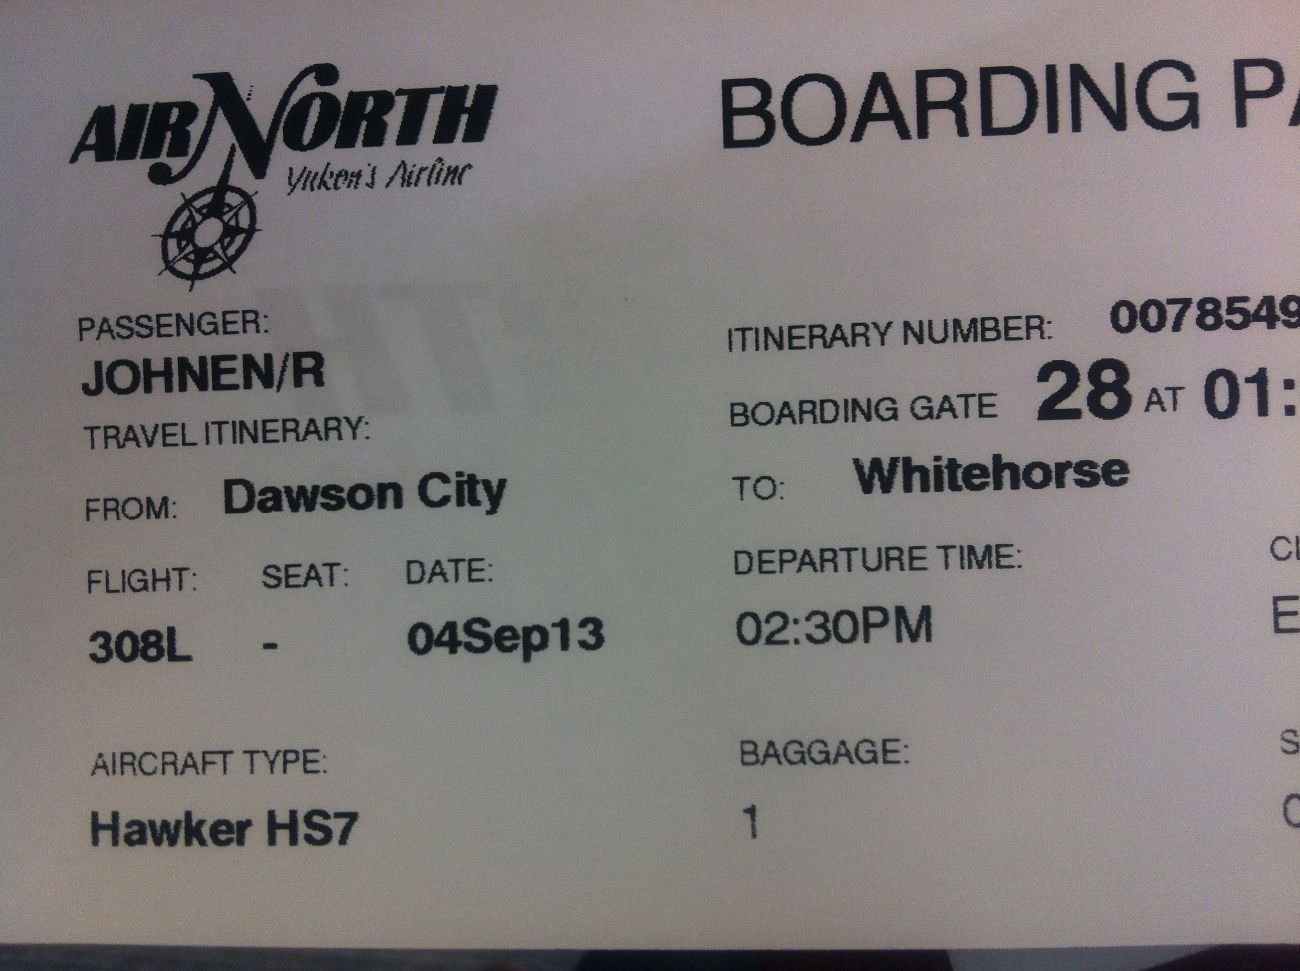 AIR NORTH
Yukon's Airline
BOARDING
PASSENGER:
JOHNEN/R
ITINERARY NUMBER: 0078549
TRAVEL ITINERARY:
BOARDING GATE 28 AT 01:
FROM: Dawson City
TO: Whitehorse
FLIGHT: SEAT: DATE:
DEPARTURE TIME:
308L - 04Sep13
02:30PM
AIRCRAFT TYPE:
BAGGAGE:
Hawker HS7
1